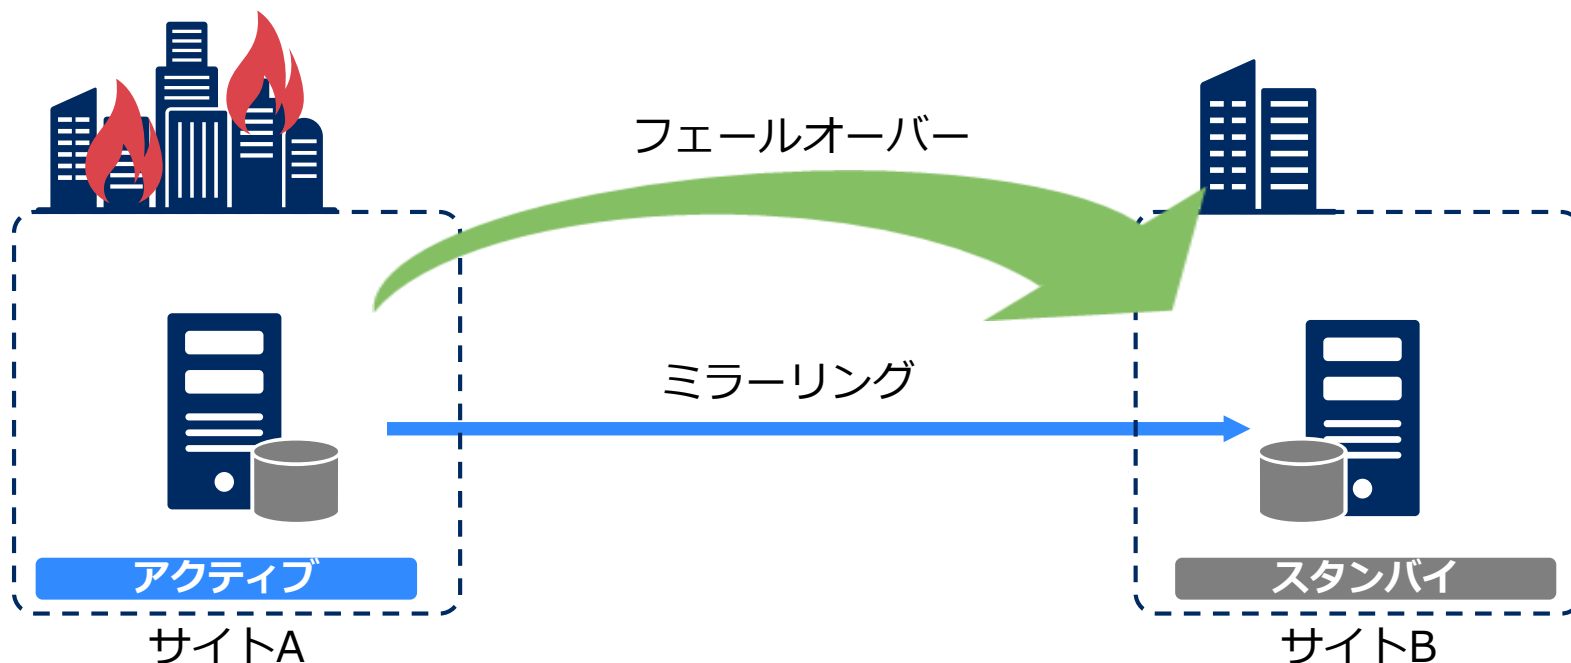 フェールオーバー
ミラーリング
アクティブ
スタンバイ
サイトA
サイトB